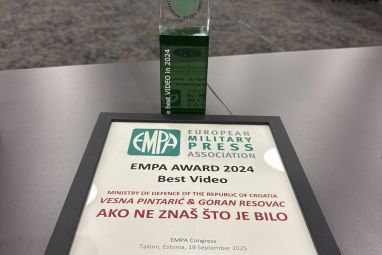 e best VIDEO in 2024
EMPA
EUROPEAN
MILITARY
PRESS
ASSOCIATION
EMPA AWARD 2024
Best Video
MINISTRY OF DEFENCE OF THE REPUBLIC OF CROATIA
VESNA PINTARIĆ & GORAN RESOVAC
AKO NE ZNAŠ ŠTO JE BILO
EMPA Congress
Tallinn, Estonia, 19 September 2025